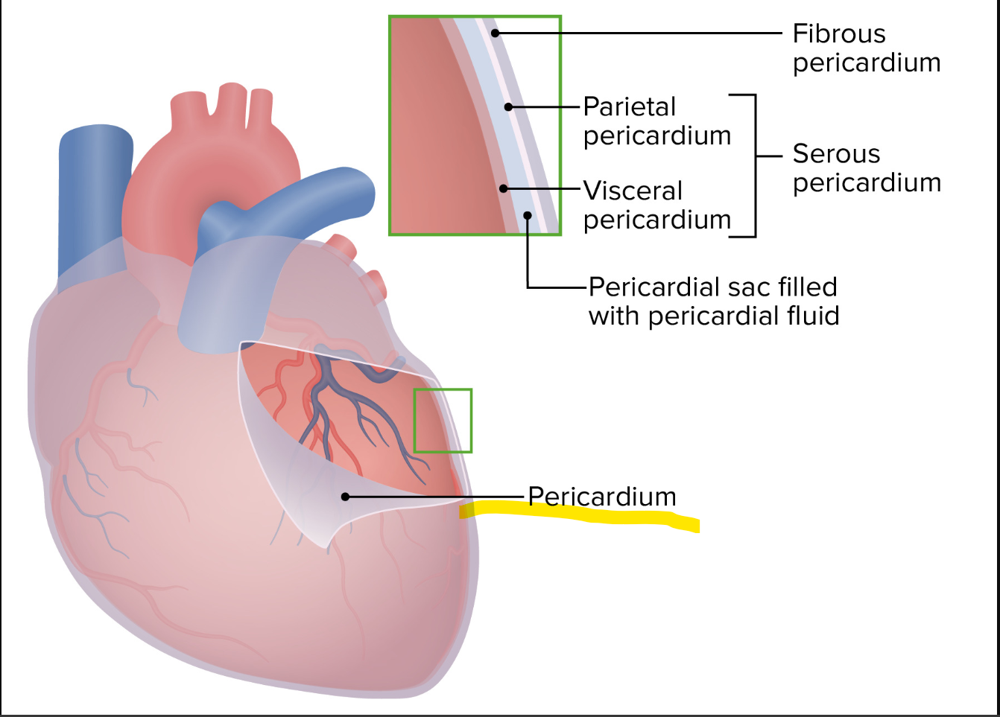 Fibrous
pericardium
Parietal
pericardium
Serous
pericardium
Visceral
pericardium
Pericardial sac filled
with pericardial fluid
Pericardium